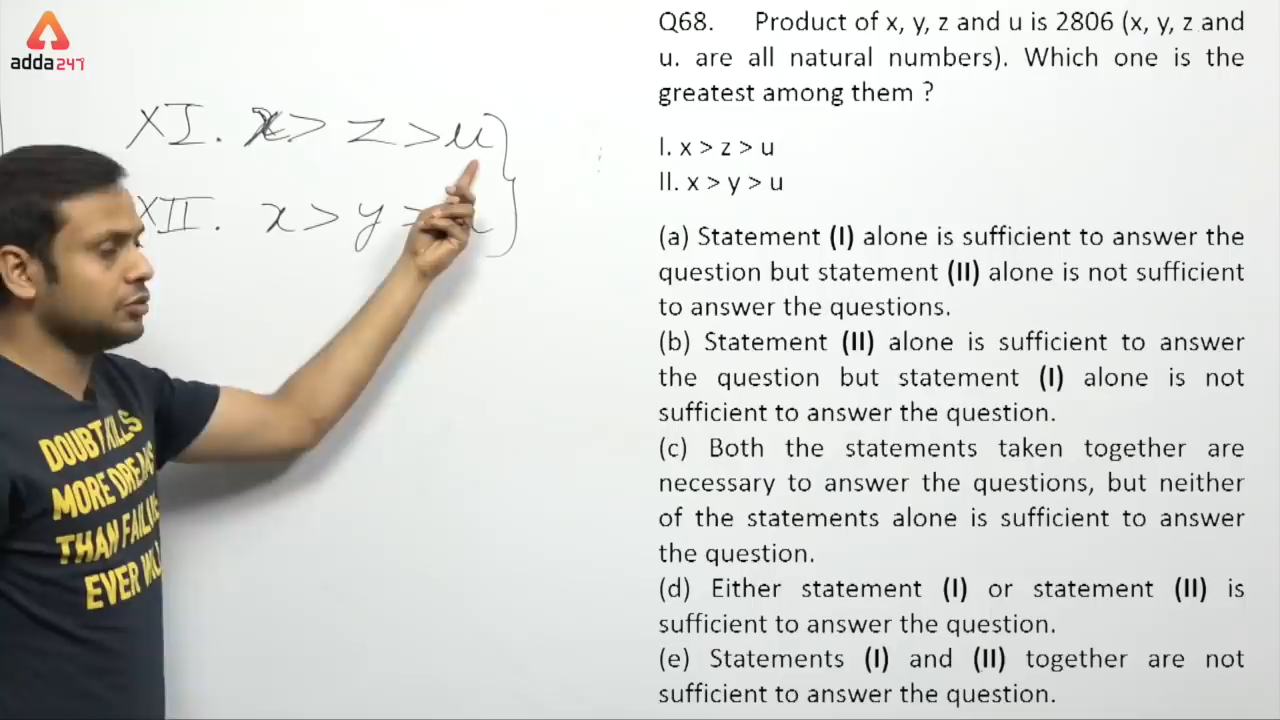 adda247
XI. x > z > u
XII. x > y >
DOUBT KILLS
MORE DREAMS
THAN FAILURE
EVER WILL
Q68. Product of x, y, z and u is 2806 (x, y, z and
u. are all natural numbers). Which one is the
greatest among them ?
I. x > z > u
II. x > y > u
(a) Statement (I) alone is sufficient to answer the
question but statement (II) alone is not sufficient
to answer the questions.
(b) Statement (II) alone is sufficient to answer
the question but statement (I) alone is not
sufficient to answer the question.
(c) Both the statements taken together are
necessary to answer the questions, but neither
of the statements alone is sufficient to answer
the question.
(d) Either statement (I) or statement (II) is
sufficient to answer the question.
(e) Statements (I) and (II) together are not
sufficient to answer the question.